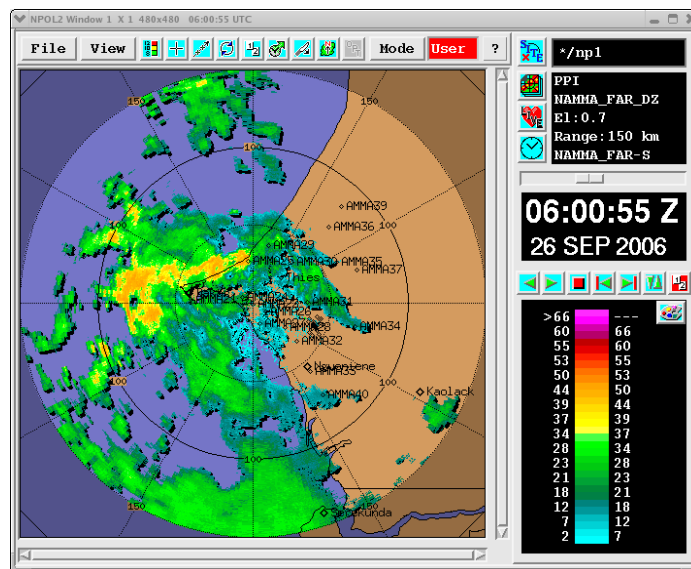 NPOL2 Window 1 X 1 480x480 06:00:55 UTC
File View Mode User ?
SITE
*/np1
PPI
NAMMA_FAR_DZ
El:0.7
Range:150 km
NAMMA_FAR-S
06:00:55 Z
26 SEP 2006
>66 ---
60 66
55 60
53 55
50 53
44 50
39 44
37 39
34 37
28 34
23 28
21 23
18 21
12 18
7 12
2 7
150
150
100
AMMA39
100
100
AMMA36
AMMA29
AMMA35
AMMA37
Thies
AMMA31
AMMA34
AMMA28
AMMA32
AMMA33
100
100
Kaolack
AMMA40
100
150
150